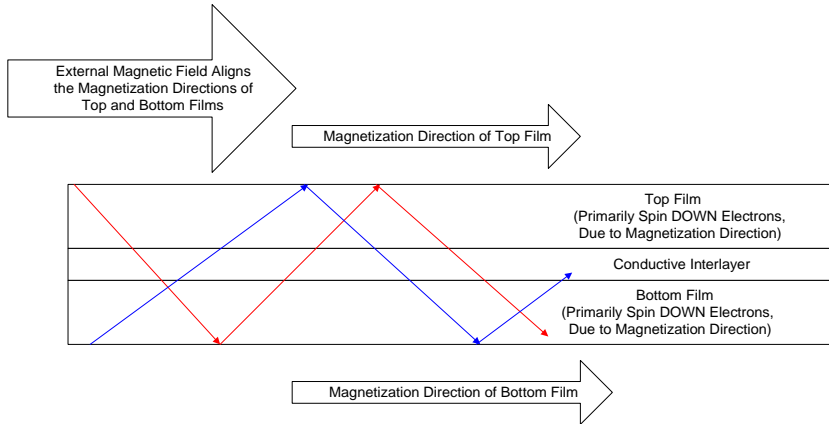 External Magnetic Field Aligns
the Magnetization Directions of
Top and Bottom Films
Magnetization Direction of Top Film
Top Film
(Primarily Spin DOWN Electrons,
Due to Magnetization Direction)
Conductive Interlayer
Bottom Film
(Primarily Spin DOWN Electrons,
Due to Magnetization Direction)
Magnetization Direction of Bottom Film